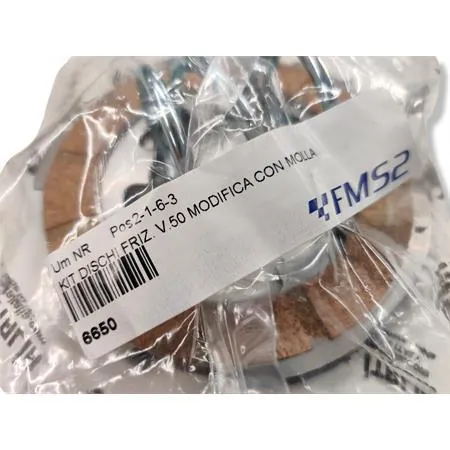 Um NR Pos2-1-6-3
KIT DISCHI FRIZ. V.50 MODIFICA CON MOLLA
6650
FMS2